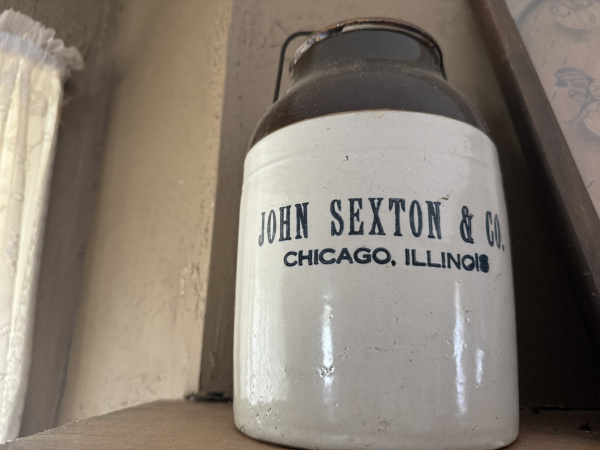 JOHN SEXTON & CO.
CHICAGO, ILLINOIS